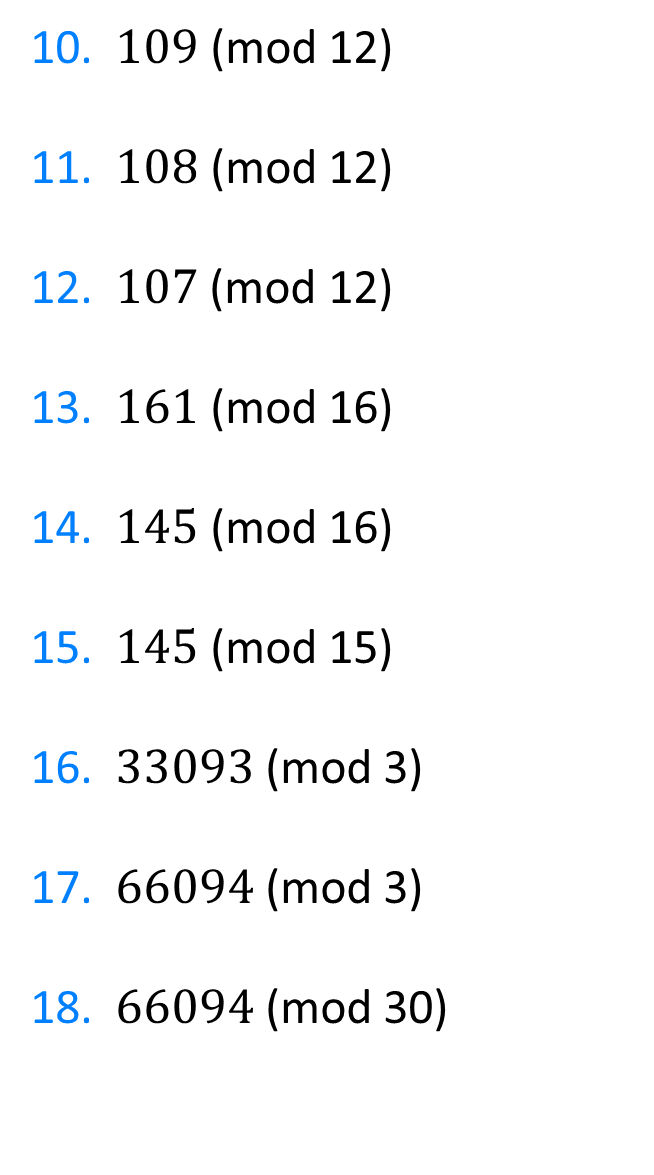 10. 109 (mod 12)
11. 108 (mod 12)
12. 107 (mod 12)
13. 161 (mod 16)
14. 145 (mod 16)
15. 145 (mod 15)
16. 33093 (mod 3)
17. 66094 (mod 3)
18. 66094 (mod 30)